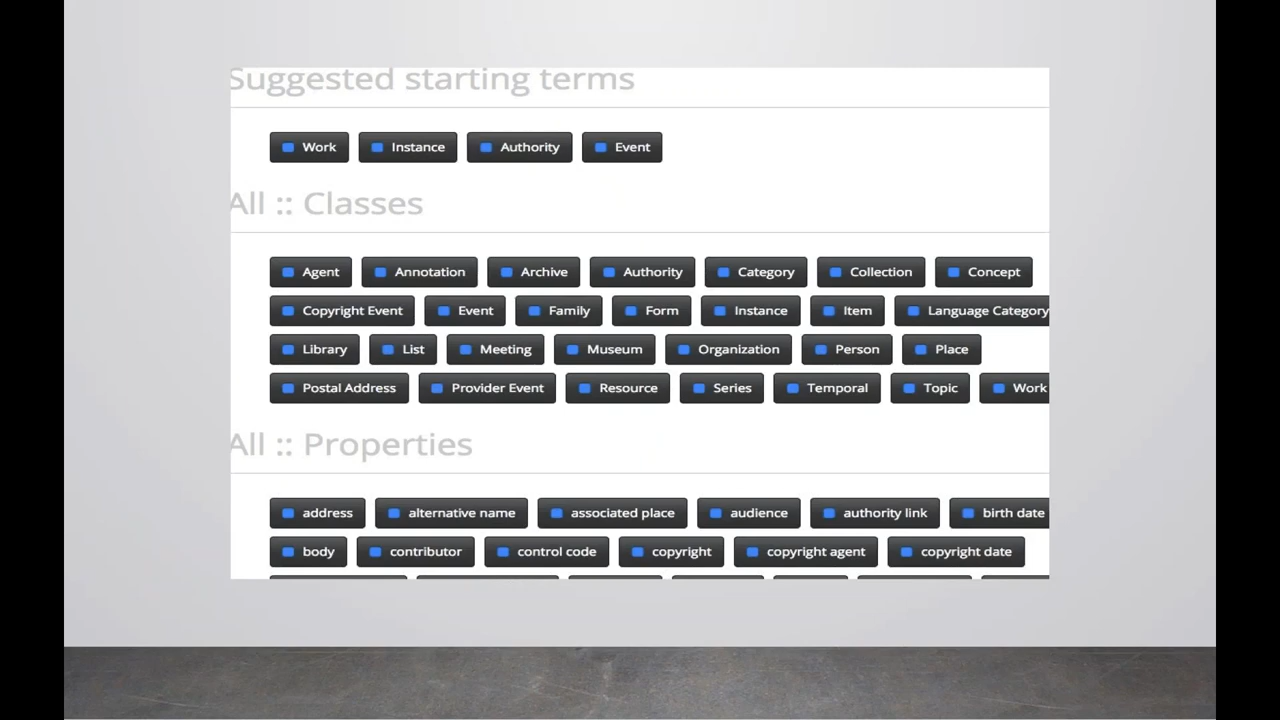 Suggested starting terms
Work Instance Authority Event
All :: Classes
Agent Annotation Archive Authority Category Collection Concept
Copyright Event Event Family Form Instance Item Language Category
Library List Meeting Museum Organization Person Place
Postal Address Provider Event Resource Series Temporal Topic Work
All :: Properties
address alternative name associated place audience authority link birth date
body contributor control code copyright copyright agent copyright date